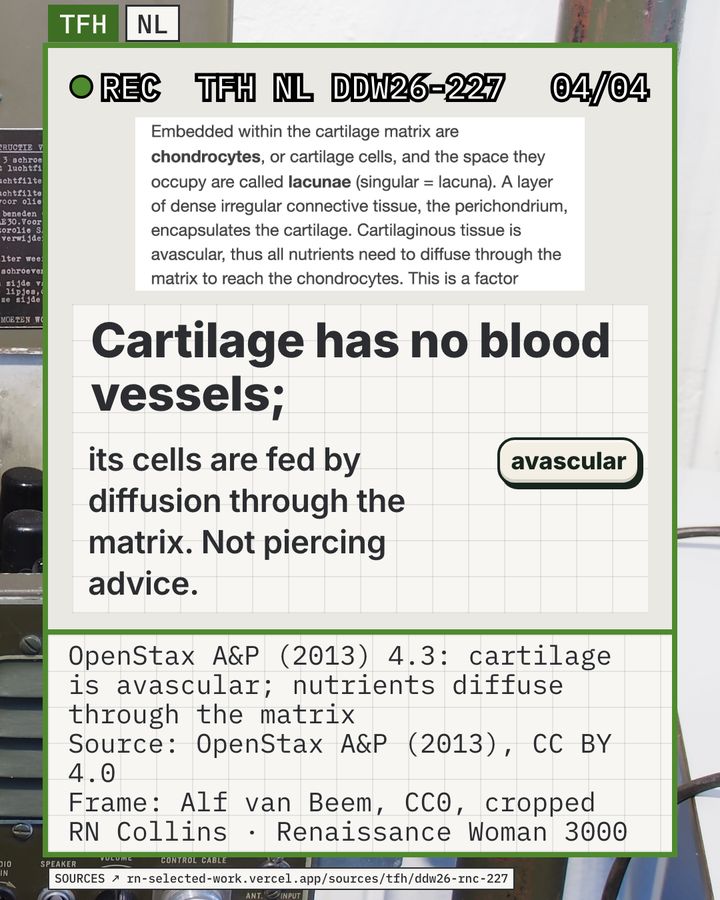 TFH NL
REC TFH NL DDW26-227 04/04
Embedded within the cartilage matrix are
chondrocytes, or cartilage cells, and the space they
occupy are called lacunae (singular = lacuna). A layer
of dense irregular connective tissue, the perichondrium,
encapsulates the cartilage. Cartilaginous tissue is
avascular, thus all nutrients need to diffuse through the
matrix to reach the chondrocytes. This is a factor
Cartilage has no blood
vessels;
its cells are fed by
diffusion through the
matrix. Not piercing
advice.
avascular
OpenStax A&P (2013) 4.3: cartilage
is avascular; nutrients diffuse
through the matrix
Source: OpenStax A&P (2013), CC BY
4.0
Frame: Alf van Beem, CC0, cropped
RN Collins · Renaissance Woman 3000
SPEAKER
CONTROL CABLE
SOURCES ↗ rn-selected-work.vercel.app/sources/tfh/ddw26-rnc-227
ANT.
INPUT